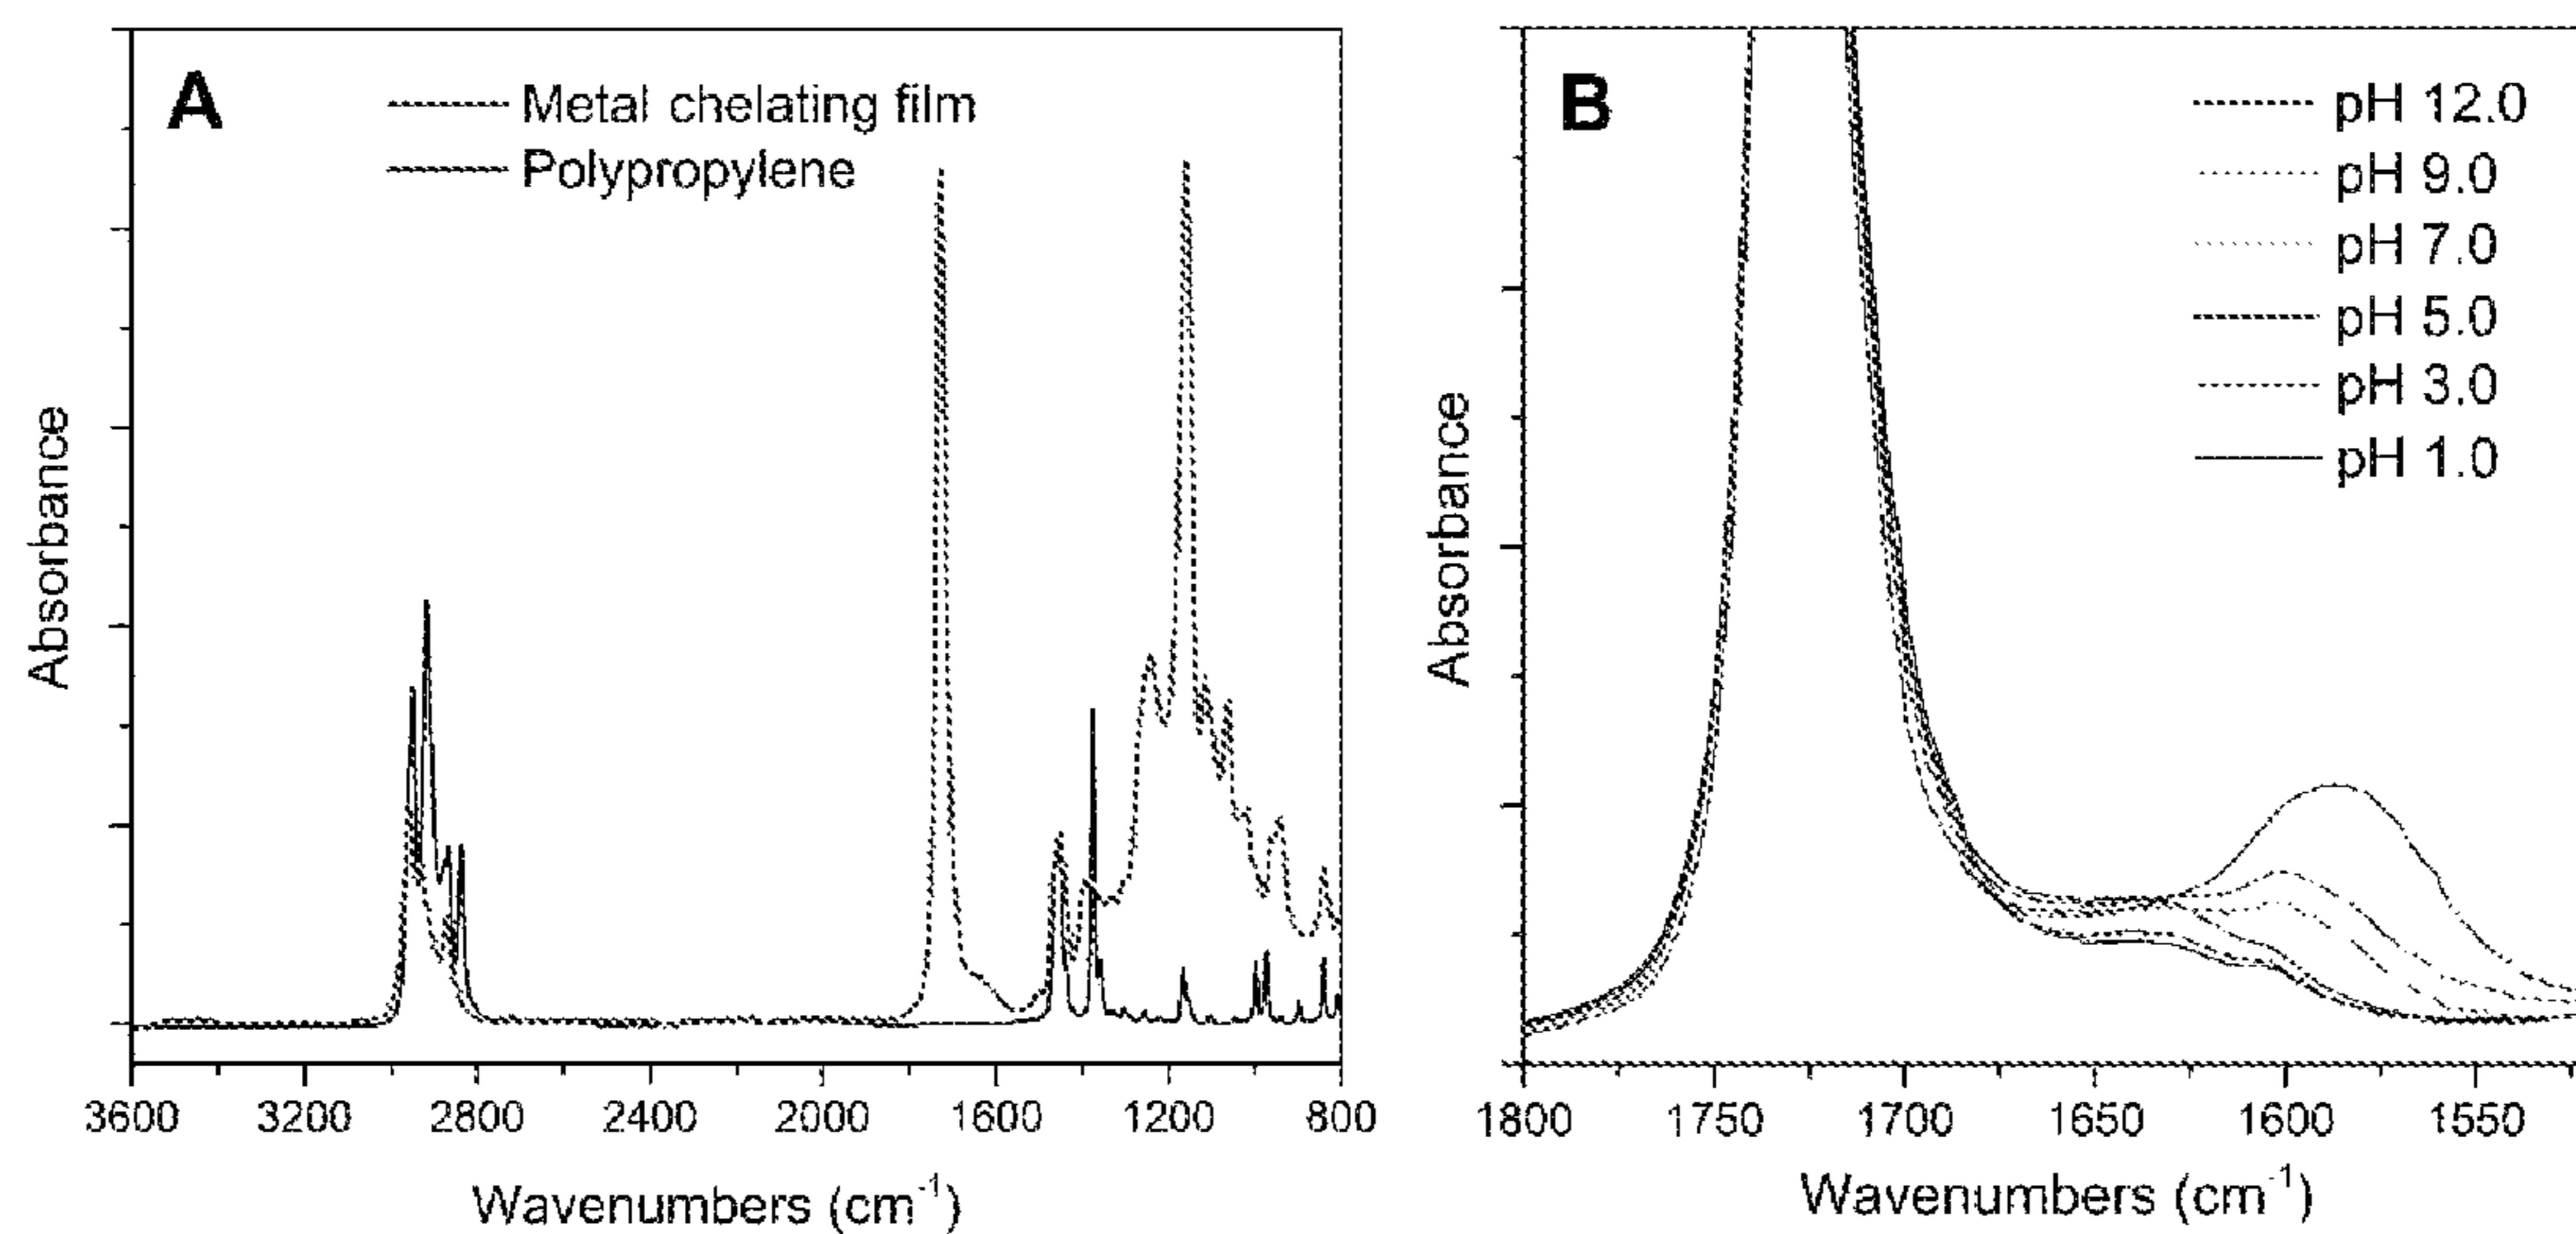 A
Metal chelating film
Polypropylene
Absorbance
3600 3200 2800 2400 2000 1600 1200 800
Wavenumbers (cm⁻¹)
B
pH 12.0
pH 9.0
pH 7.0
pH 5.0
pH 3.0
pH 1.0
Absorbance
1800 1750 1700 1650 1600 1550
Wavenumbers (cm⁻¹)